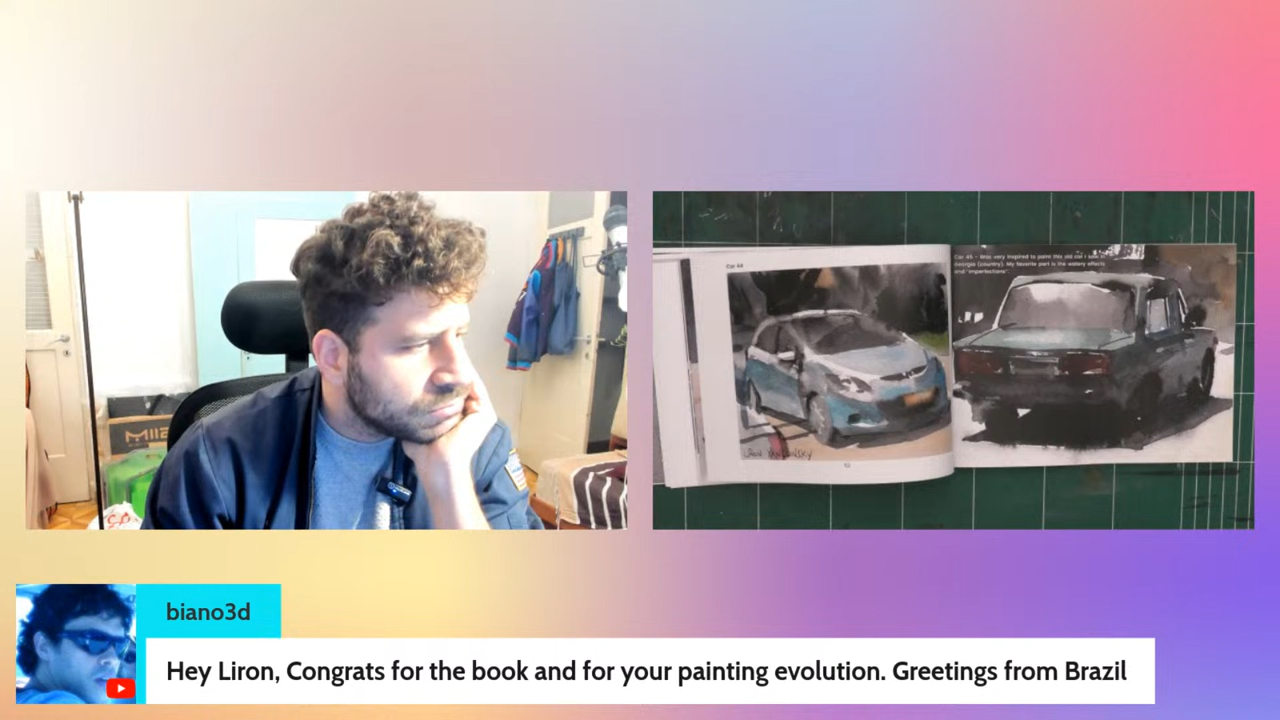 Car 44
Car 45 - Was very inspired to paint this old car I saw in
Georgia (country). My favorite part is the watery effects
and "imperfections".
52
biano3d
Hey Liron, Congrats for the book and for your painting evolution. Greetings from Brazil